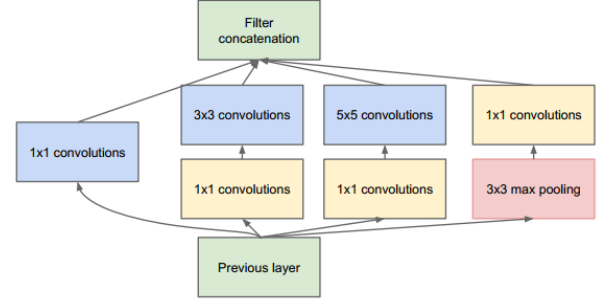 Filter
concatenation
3x3 convolutions
5x5 convolutions
1x1 convolutions
1x1 convolutions
1x1 convolutions
1x1 convolutions
3x3 max pooling
Previous layer